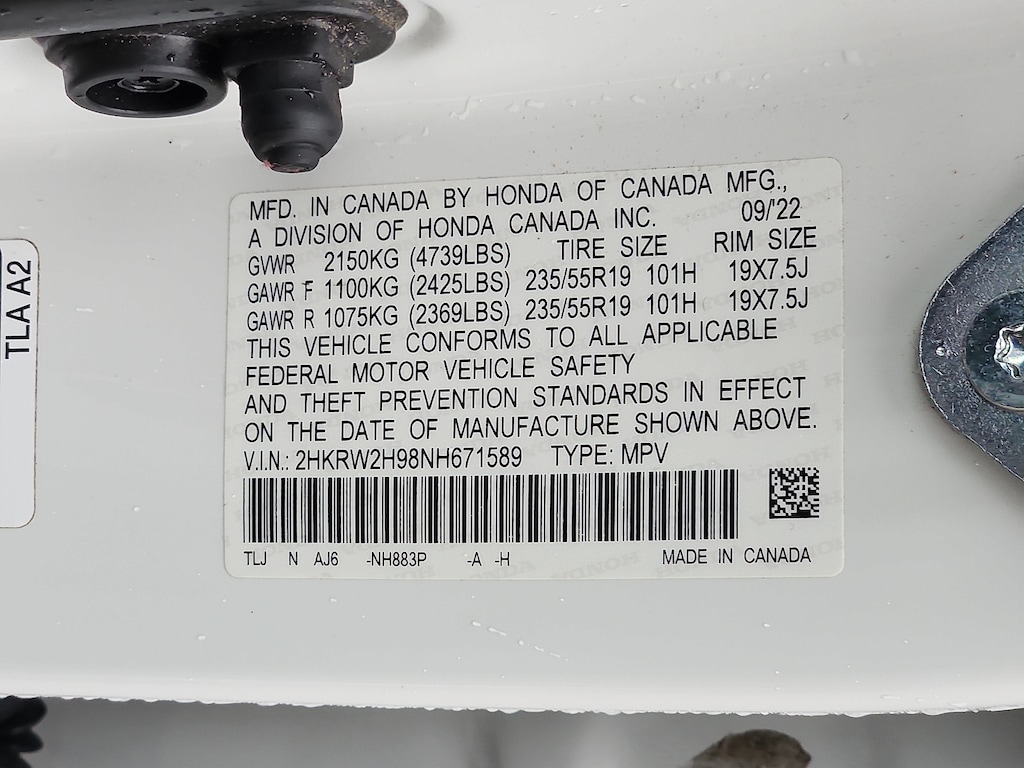 MFD. IN CANADA BY HONDA OF CANADA MFG.,
A DIVISION OF HONDA CANADA INC. 09/'22
GVWR 2150KG (4739LBS) TIRE SIZE RIM SIZE
GAWR F 1100KG (2425LBS) 235/55R19 101H 19X7.5J
GAWR R 1075KG (2369LBS) 235/55R19 101H 19X7.5J
THIS VEHICLE CONFORMS TO ALL APPLICABLE
FEDERAL MOTOR VEHICLE SAFETY
AND THEFT PREVENTION STANDARDS IN EFFECT
ON THE DATE OF MANUFACTURE SHOWN ABOVE.
V.I.N.: 2HKRW2H98NH671589 TYPE: MPV
TLJ N AJ6 -NH883P -A -H MADE IN CANADA
TLA A2